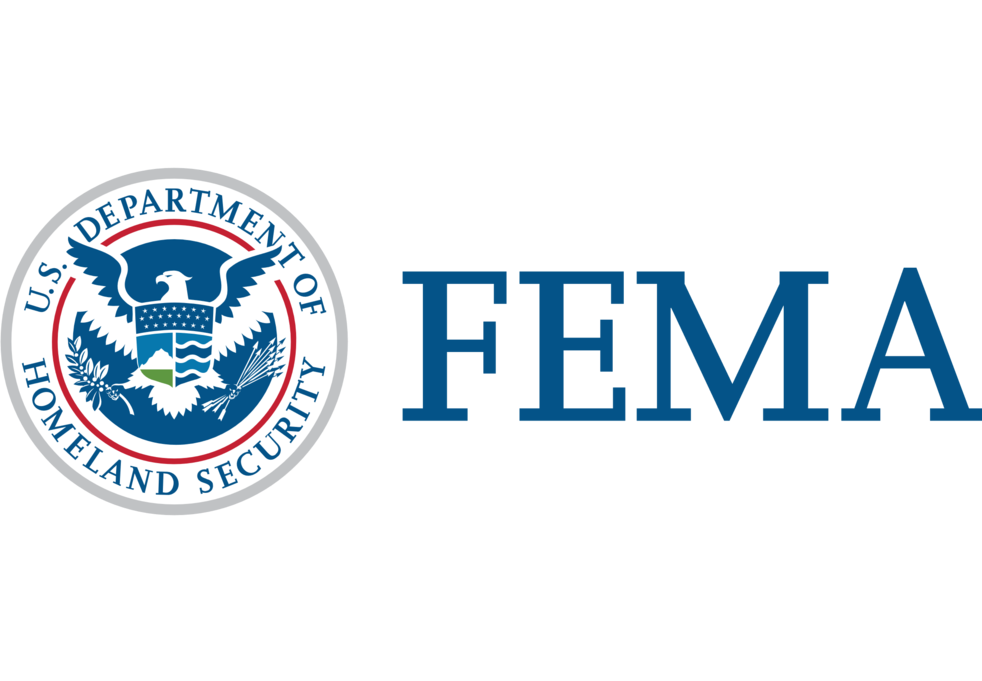 U.S. DEPARTMENT OF
HOMELAND SECURITY
FEMA